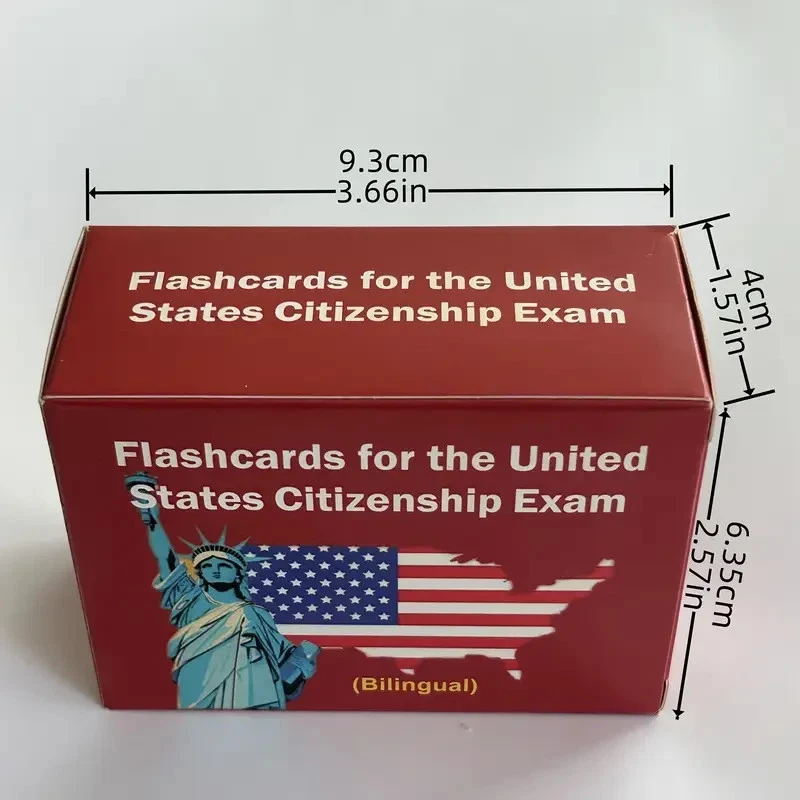 9.3cm
3.66in
4cm
1.57in
Flashcards for the United
States Citizenship Exam
Flashcards for the United
States Citizenship Exam
6.35cm
2.57in
(Bilingual)